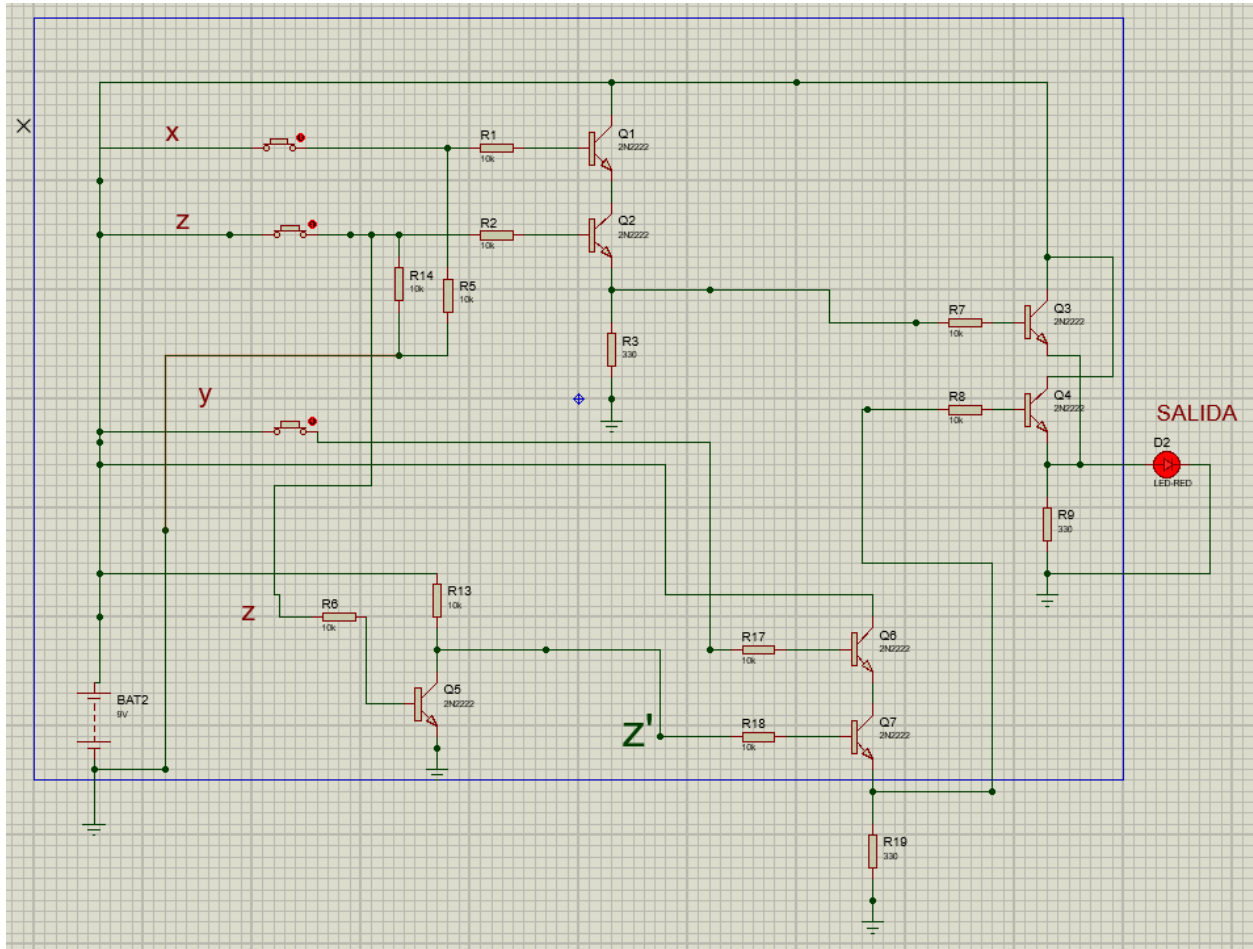 x
R1
10k
Q1
2N2222
z
R2
10k
Q2
2N2222
R14
10k
R5
10k
R7
10k
Q3
2N2222
R3
330
y
R8
10k
Q4
2N2222
SALIDA
D2
LED-RED
R9
330
R13
10k
z
R6
10k
R17
10k
Q6
2N2222
Q5
2N2222
BAT2
9V
z'
R18
10k
Q7
2N2222
R19
330